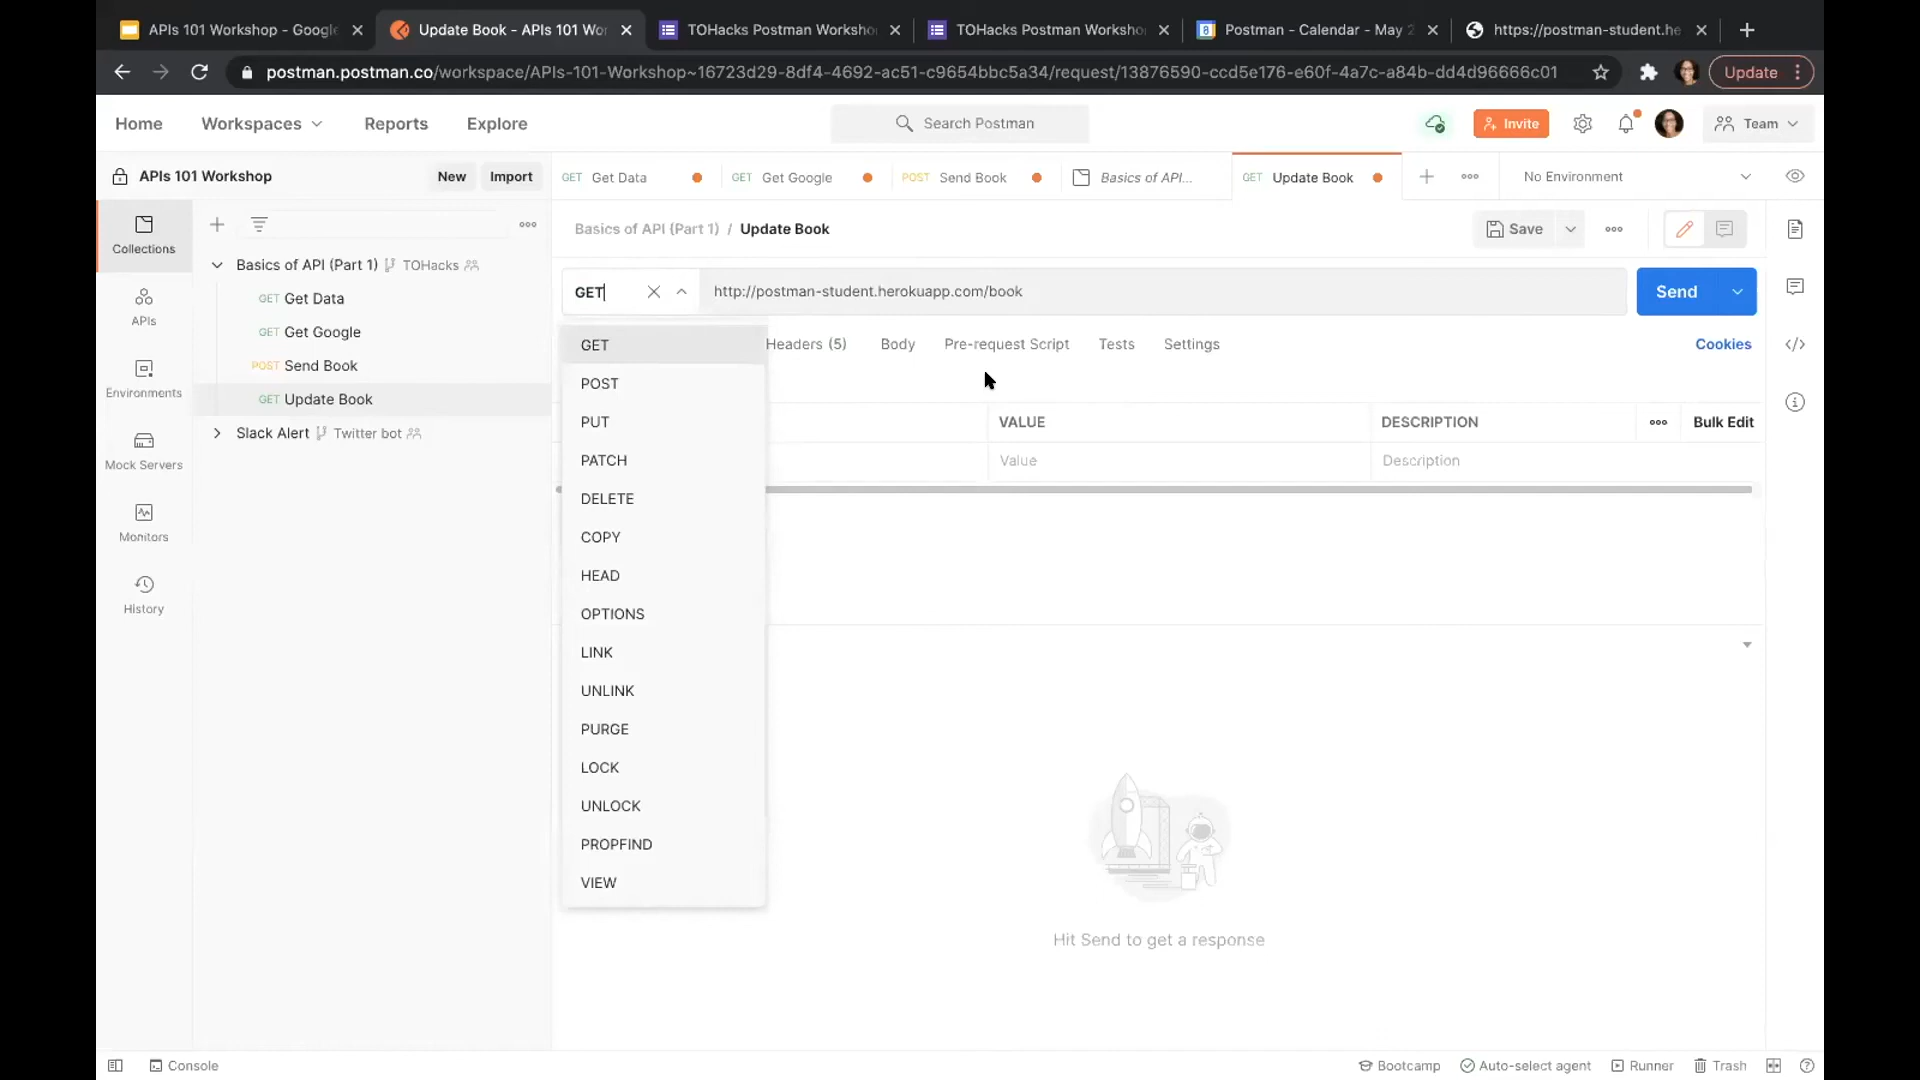 APIs 101 Workshop - Google
Update Book - APIs 101 Wor
TOHacks Postman Worksho
TOHacks Postman Worksho
Postman - Calendar - May 2
https://postman-student.he
postman.postman.co/workspace/APIs-101-Workshop~16723d29-8df4-4692-ac51-c9654bbc5a34/request/13876590-ccd5e176-e60f-4a7c-a84b-dd4d96666c01
Update
Home
Workspaces
Reports
Explore
Search Postman
Invite
Team
APIs 101 Workshop
New
Import
GET Get Data
GET Get Google
POST Send Book
Basics of API...
GET Update Book
No Environment
Collections
APIs
Environments
Mock Servers
Monitors
History
Basics of API (Part 1) TOHacks
GET Get Data
GET Get Google
POST Send Book
GET Update Book
Slack Alert Twitter bot
Basics of API (Part 1) / Update Book
Save
GET
http://postman-student.herokuapp.com/book
Send
Headers (5)
Body
Pre-request Script
Tests
Settings
Cookies
VALUE
DESCRIPTION
Bulk Edit
Value
Description
GET
POST
PUT
PATCH
DELETE
COPY
HEAD
OPTIONS
LINK
UNLINK
PURGE
LOCK
UNLOCK
PROPFIND
VIEW
Hit Send to get a response
Console
Bootcamp
Auto-select agent
Runner
Trash